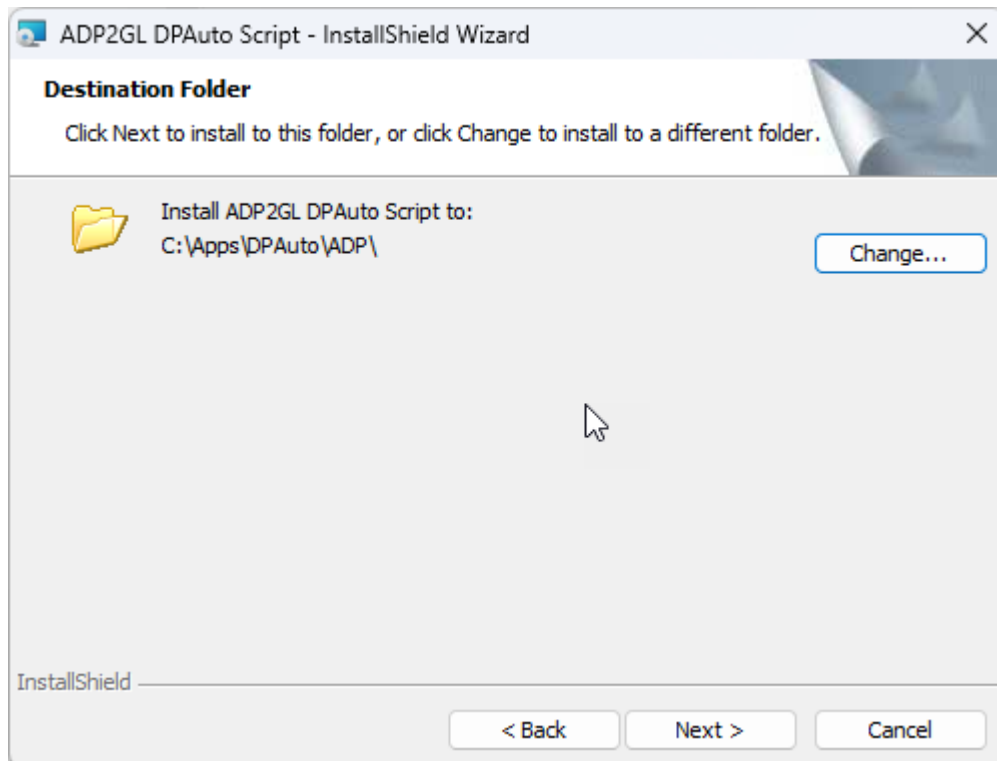 ADP2GL DPAuto Script - InstallShield Wizard
Destination Folder
Click Next to install to this folder, or click Change to install to a different folder.
Install ADP2GL DPAuto Script to:
C:\Apps\DPAuto\ADP\
Change...
InstallShield
< Back
Next >
Cancel